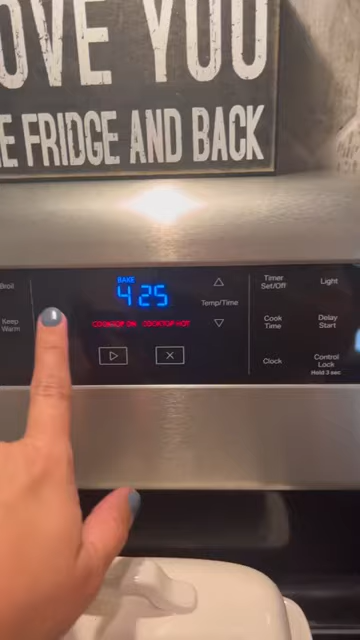 OVE YOU
E FRIDGE AND BACK
Broil
Keep
Warm
BAKE
425
COOKTOP ON COOKTOP HOT
Temp/Time
Timer
Set/Off
Light
Cook
Time
Delay
Start
Clock
Control
Lock
Hold 3 sec